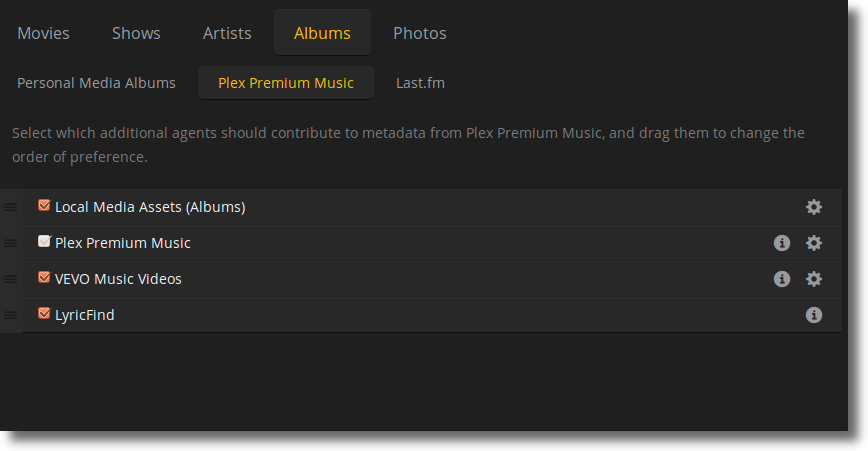 Movies Shows Artists Albums Photos
Personal Media Albums Plex Premium Music Last.fm
Select which additional agents should contribute to metadata from Plex Premium Music, and drag them to change the
order of preference.
Local Media Assets (Albums)
Plex Premium Music
VEVO Music Videos
LyricFind